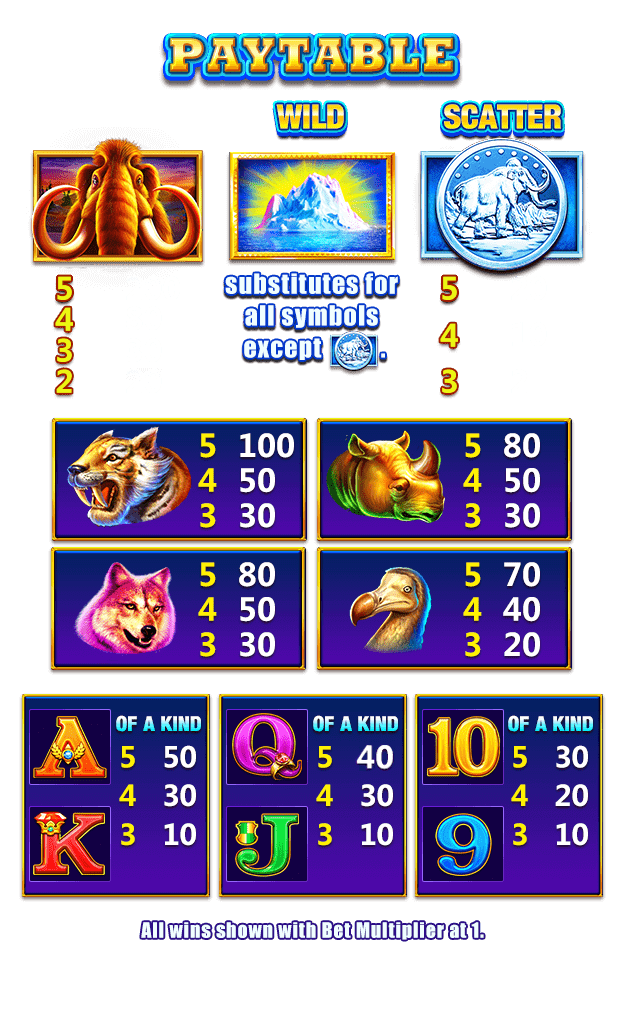 PAYTABLE
WILD
SCATTER
5
4
3
2
substitutes for
all symbols
except .
5
4
3
5 100
4 50
3 30
5 80
4 50
3 30
5 80
4 50
3 30
5 70
4 40
3 20
A
K
OF A KIND
5 50
4 30
3 10
Q
J
OF A KIND
5 40
4 30
3 10
10
9
OF A KIND
5 30
4 20
3 10
All wins shown with Bet Multiplier at 1.